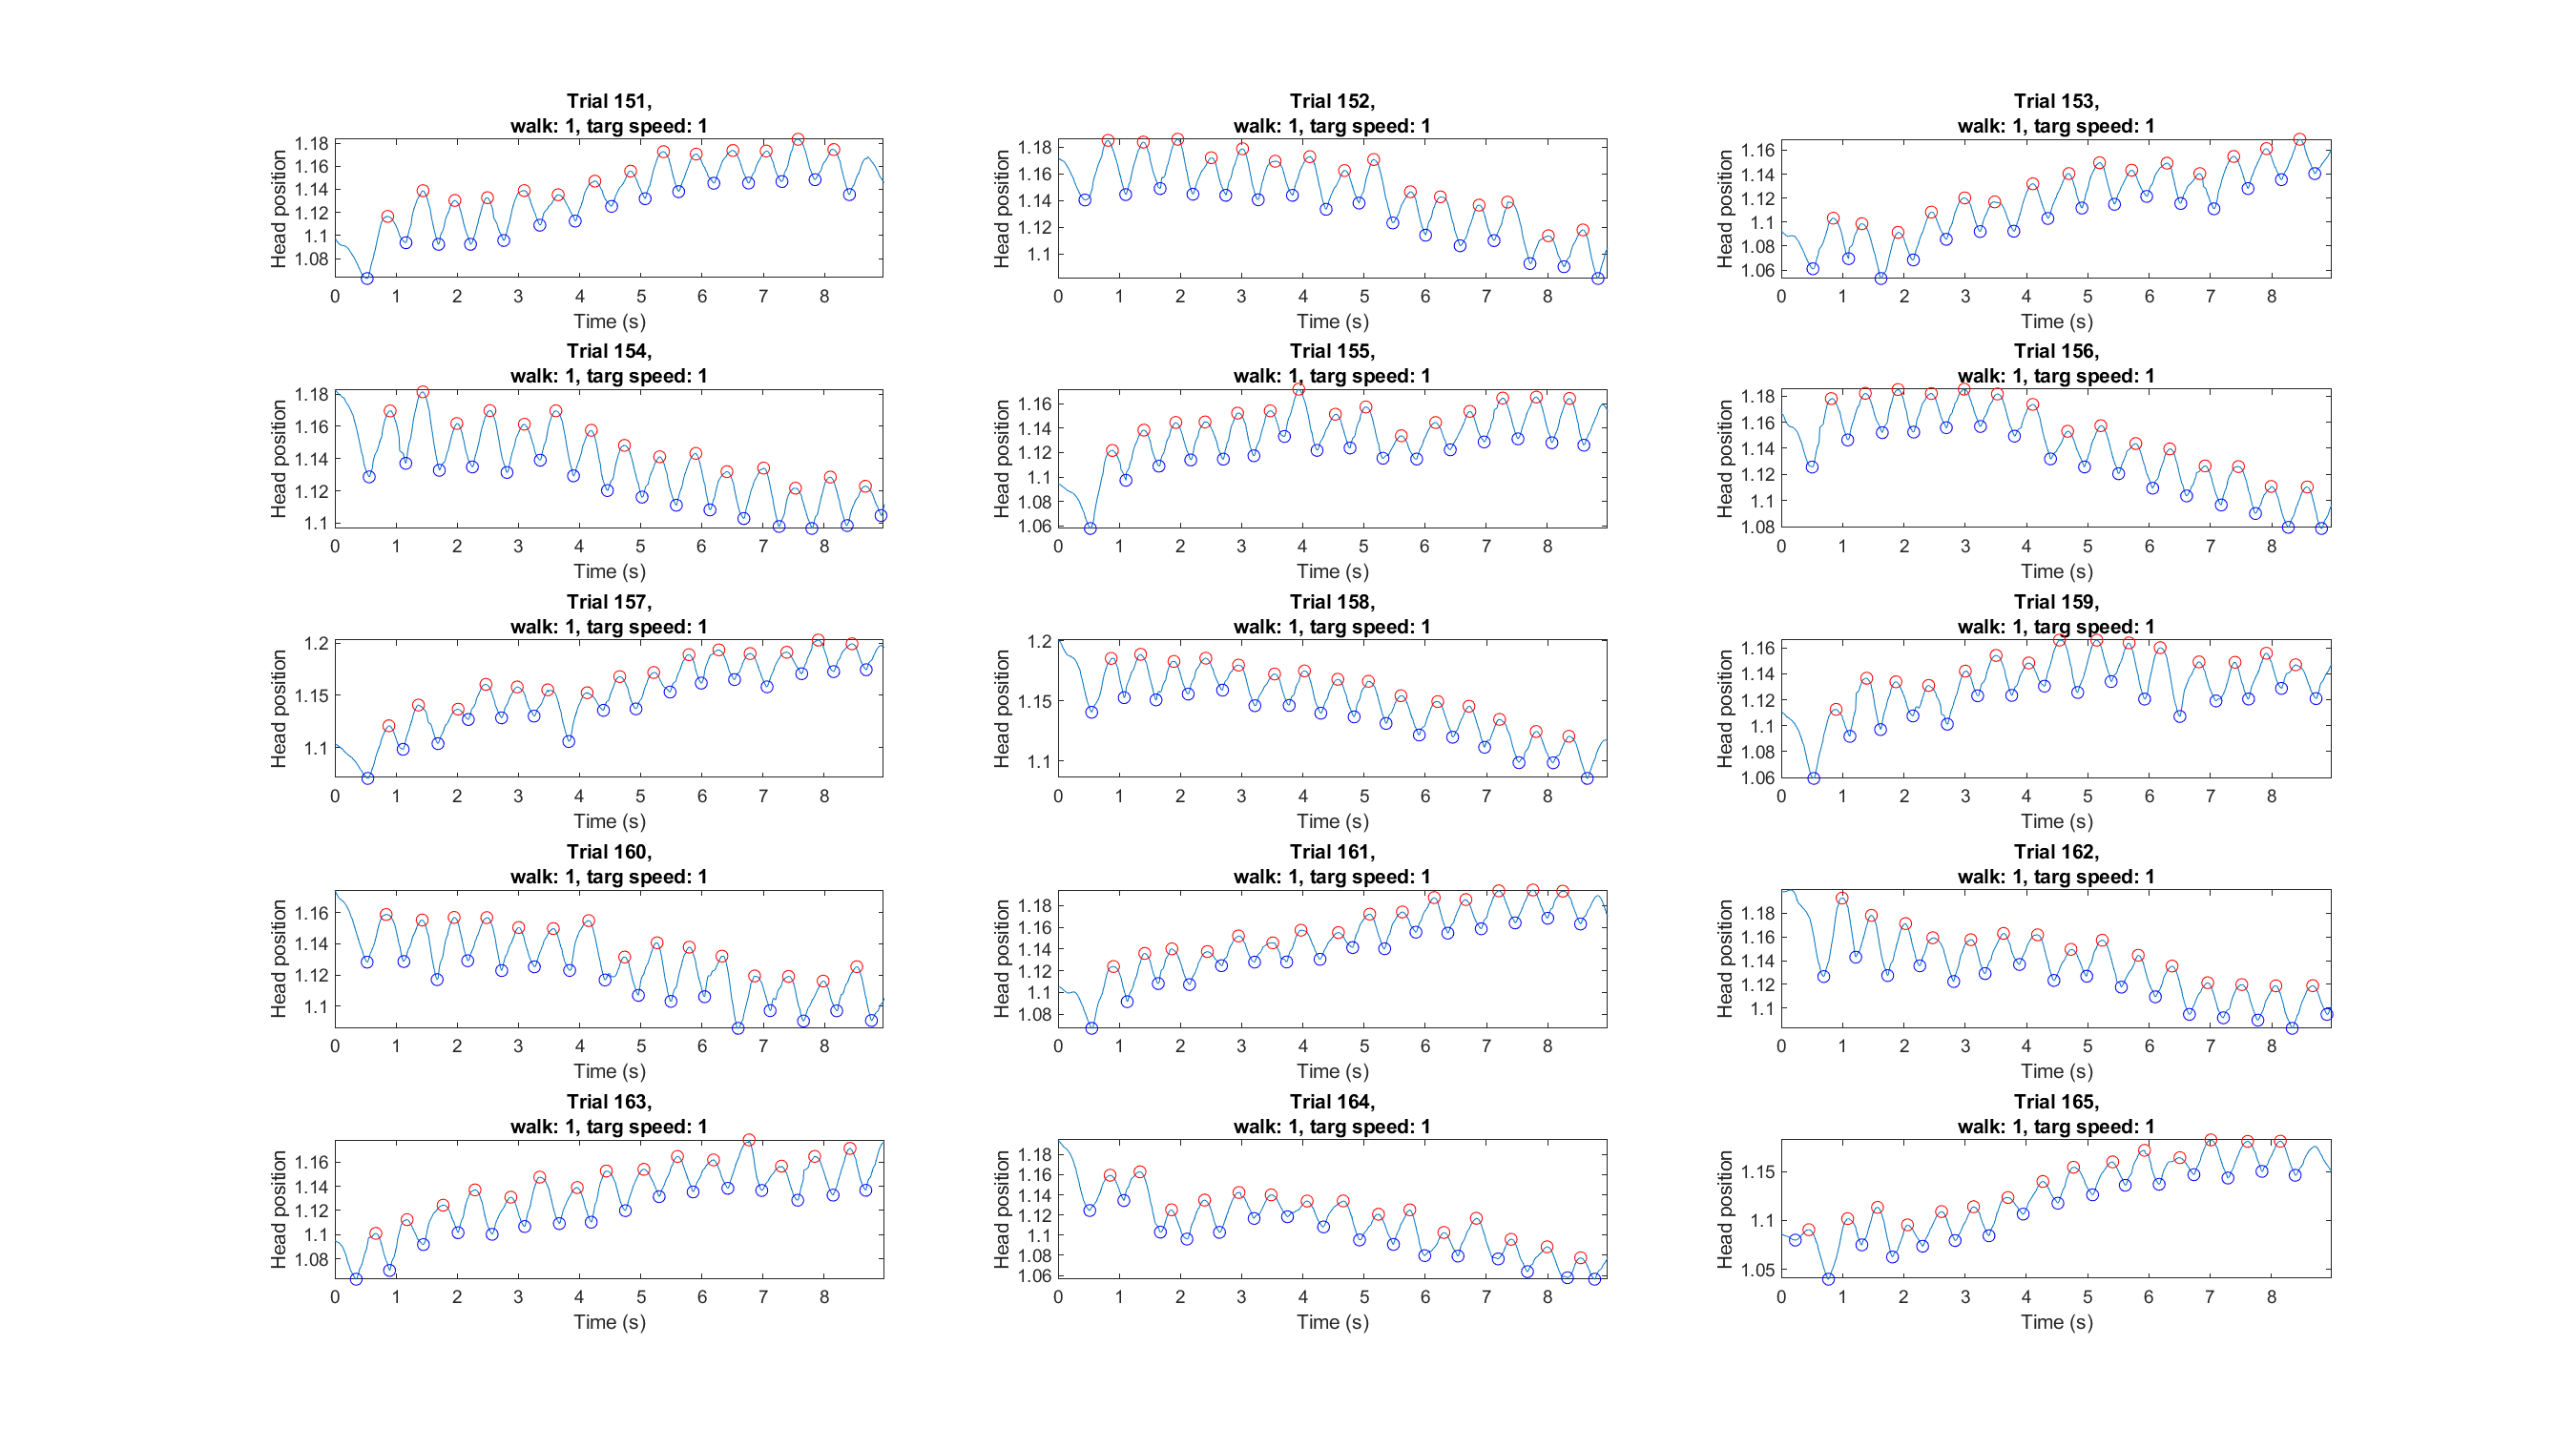 Trial 151,
walk: 1, targ speed: 1
Head position
1.18
1.16
1.14
1.12
1.1
1.08
0 1 2 3 4 5 6 7 8
Time (s)
Trial 152,
walk: 1, targ speed: 1
Head position
1.18
1.16
1.14
1.12
1.1
0 1 2 3 4 5 6 7 8
Time (s)
Trial 153,
walk: 1, targ speed: 1
Head position
1.16
1.14
1.12
1.1
1.08
1.06
0 1 2 3 4 5 6 7 8
Time (s)
Trial 154,
walk: 1, targ speed: 1
Head position
1.18
1.16
1.14
1.12
1.1
0 1 2 3 4 5 6 7 8
Time (s)
Trial 155,
walk: 1, targ speed: 1
Head position
1.16
1.14
1.12
1.1
1.08
1.06
0 1 2 3 4 5 6 7 8
Time (s)
Trial 156,
walk: 1, targ speed: 1
Head position
1.18
1.16
1.14
1.12
1.1
1.08
0 1 2 3 4 5 6 7 8
Time (s)
Trial 157,
walk: 1, targ speed: 1
Head position
1.2
1.15
1.1
0 1 2 3 4 5 6 7 8
Time (s)
Trial 158,
walk: 1, targ speed: 1
Head position
1.2
1.15
1.1
0 1 2 3 4 5 6 7 8
Time (s)
Trial 159,
walk: 1, targ speed: 1
Head position
1.16
1.14
1.12
1.1
1.08
1.06
0 1 2 3 4 5 6 7 8
Time (s)
Trial 160,
walk: 1, targ speed: 1
Head position
1.16
1.14
1.12
1.1
0 1 2 3 4 5 6 7 8
Time (s)
Trial 161,
walk: 1, targ speed: 1
Head position
1.18
1.16
1.14
1.12
1.1
1.08
0 1 2 3 4 5 6 7 8
Time (s)
Trial 162,
walk: 1, targ speed: 1
Head position
1.18
1.16
1.14
1.12
1.1
0 1 2 3 4 5 6 7 8
Time (s)
Trial 163,
walk: 1, targ speed: 1
Head position
1.16
1.14
1.12
1.1
1.08
0 1 2 3 4 5 6 7 8
Time (s)
Trial 164,
walk: 1, targ speed: 1
Head position
1.18
1.16
1.14
1.12
1.1
1.08
1.06
0 1 2 3 4 5 6 7 8
Time (s)
Trial 165,
walk: 1, targ speed: 1
Head position
1.15
1.1
1.05
0 1 2 3 4 5 6 7 8
Time (s)